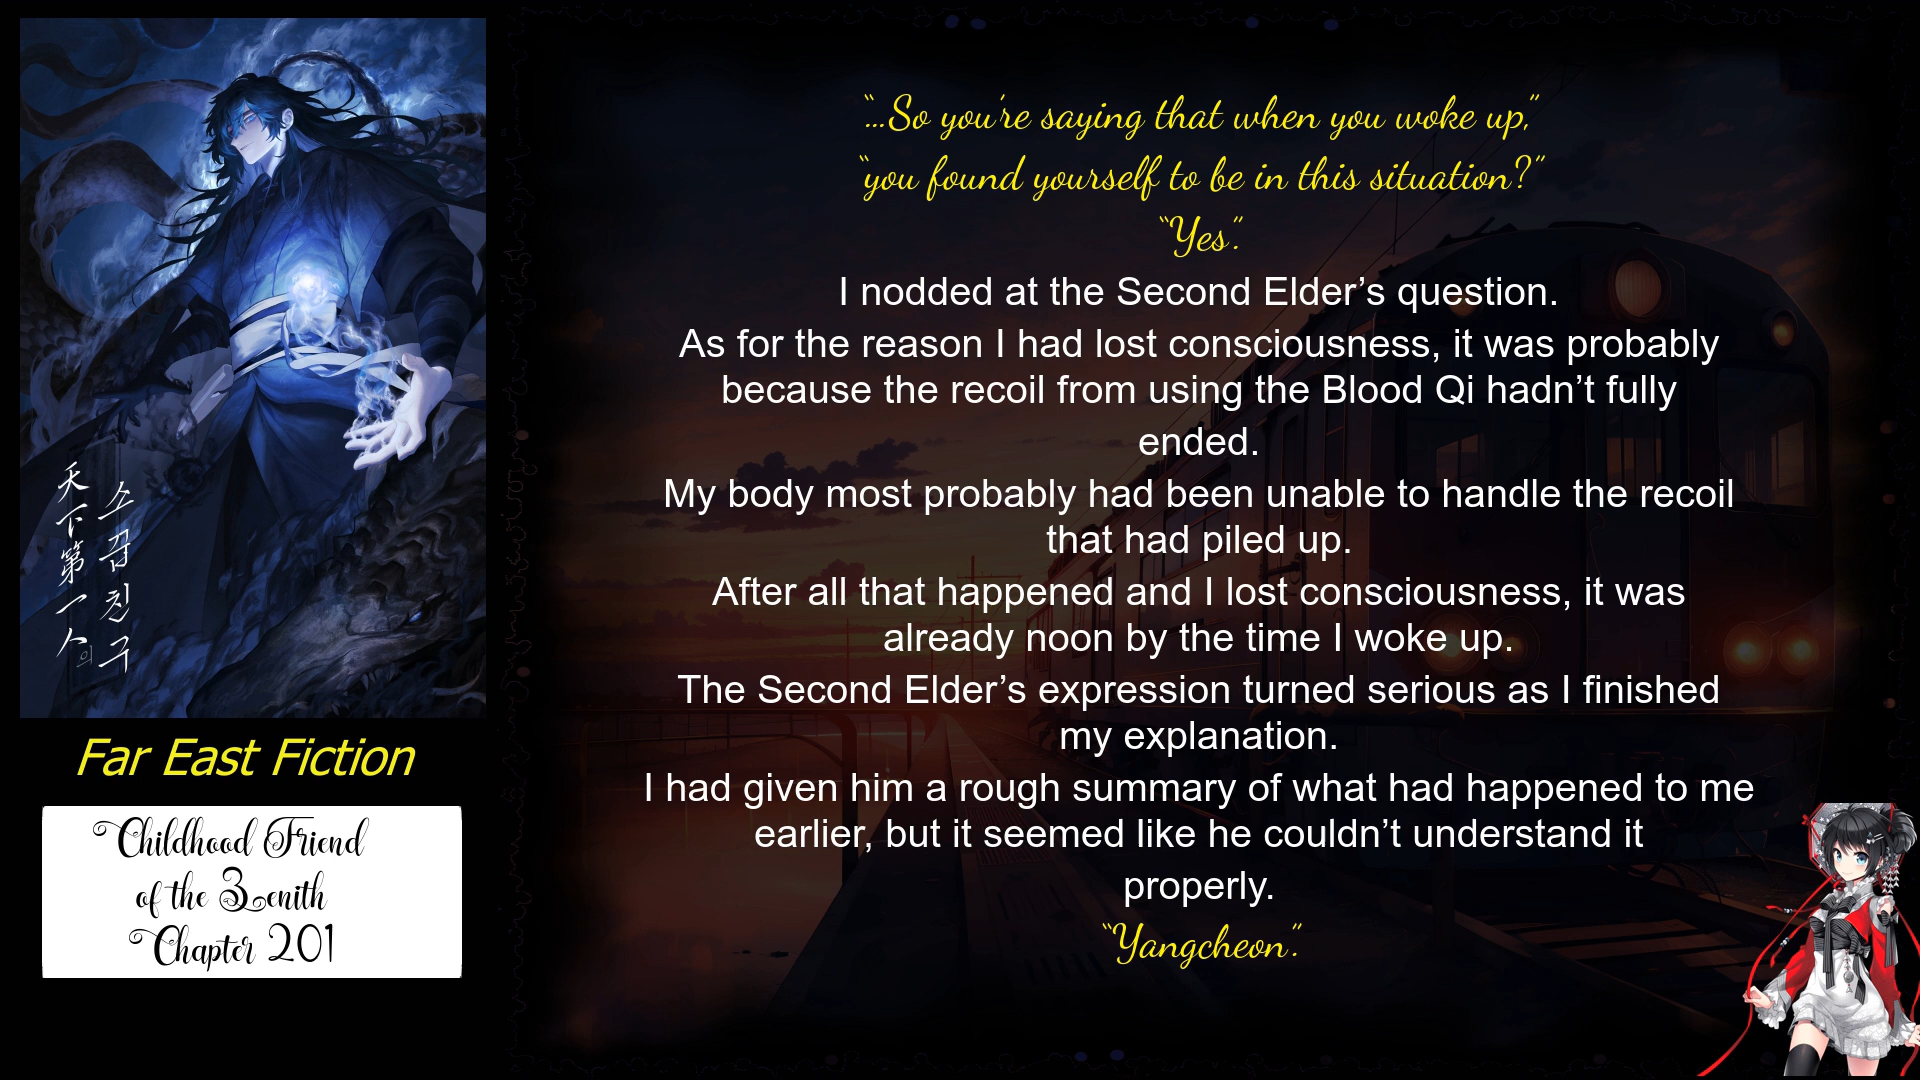 天下第一人의
소꿉친구
Far East Fiction
Childhood Friend
of the Zenith
Chapter 201
“...So you're saying that when you woke up,”
“you found yourself to be in this situation?”
“Yes”.
I nodded at the Second Elder’s question.
As for the reason I had lost consciousness, it was probably
because the recoil from using the Blood Qi hadn’t fully
ended.
My body most probably had been unable to handle the recoil
that had piled up.
After all that happened and I lost consciousness, it was
already noon by the time I woke up.
The Second Elder’s expression turned serious as I finished
my explanation.
I had given him a rough summary of what had happened to me
earlier, but it seemed like he couldn’t understand it
properly.
“Yangcheon”.